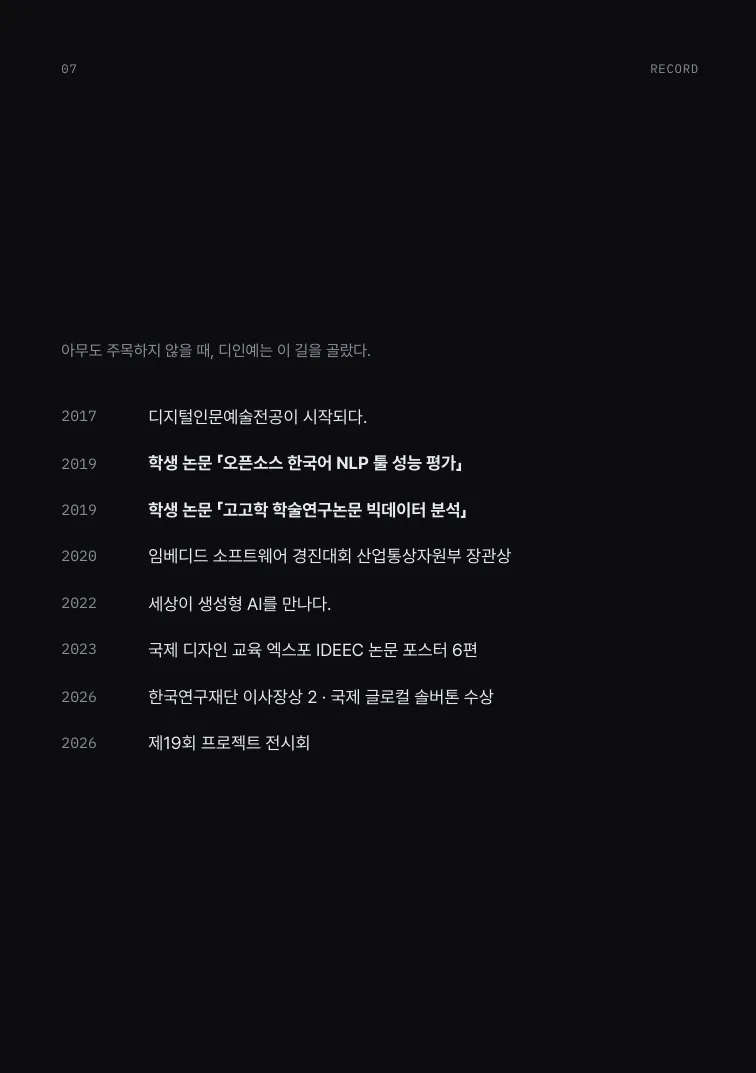 07 RECORD
아무도 주목하지 않을 때, 디인예는 이 길을 골랐다.
2017 디지털인문예술전공이 시작되다.
2019 학생 논문 「오픈소스 한국어 NLP 툴 성능 평가」
2019 학생 논문 「고고학 학술연구논문 빅데이터 분석」
2020 임베디드 소프트웨어 경진대회 산업통상자원부 장관상
2022 세상이 생성형 AI를 만나다.
2023 국제 디자인 교육 엑스포 IDEEC 논문 포스터 6편
2026 한국연구재단 이사장상 2 · 국제 글로컬 솔버톤 수상
2026 제19회 프로젝트 전시회